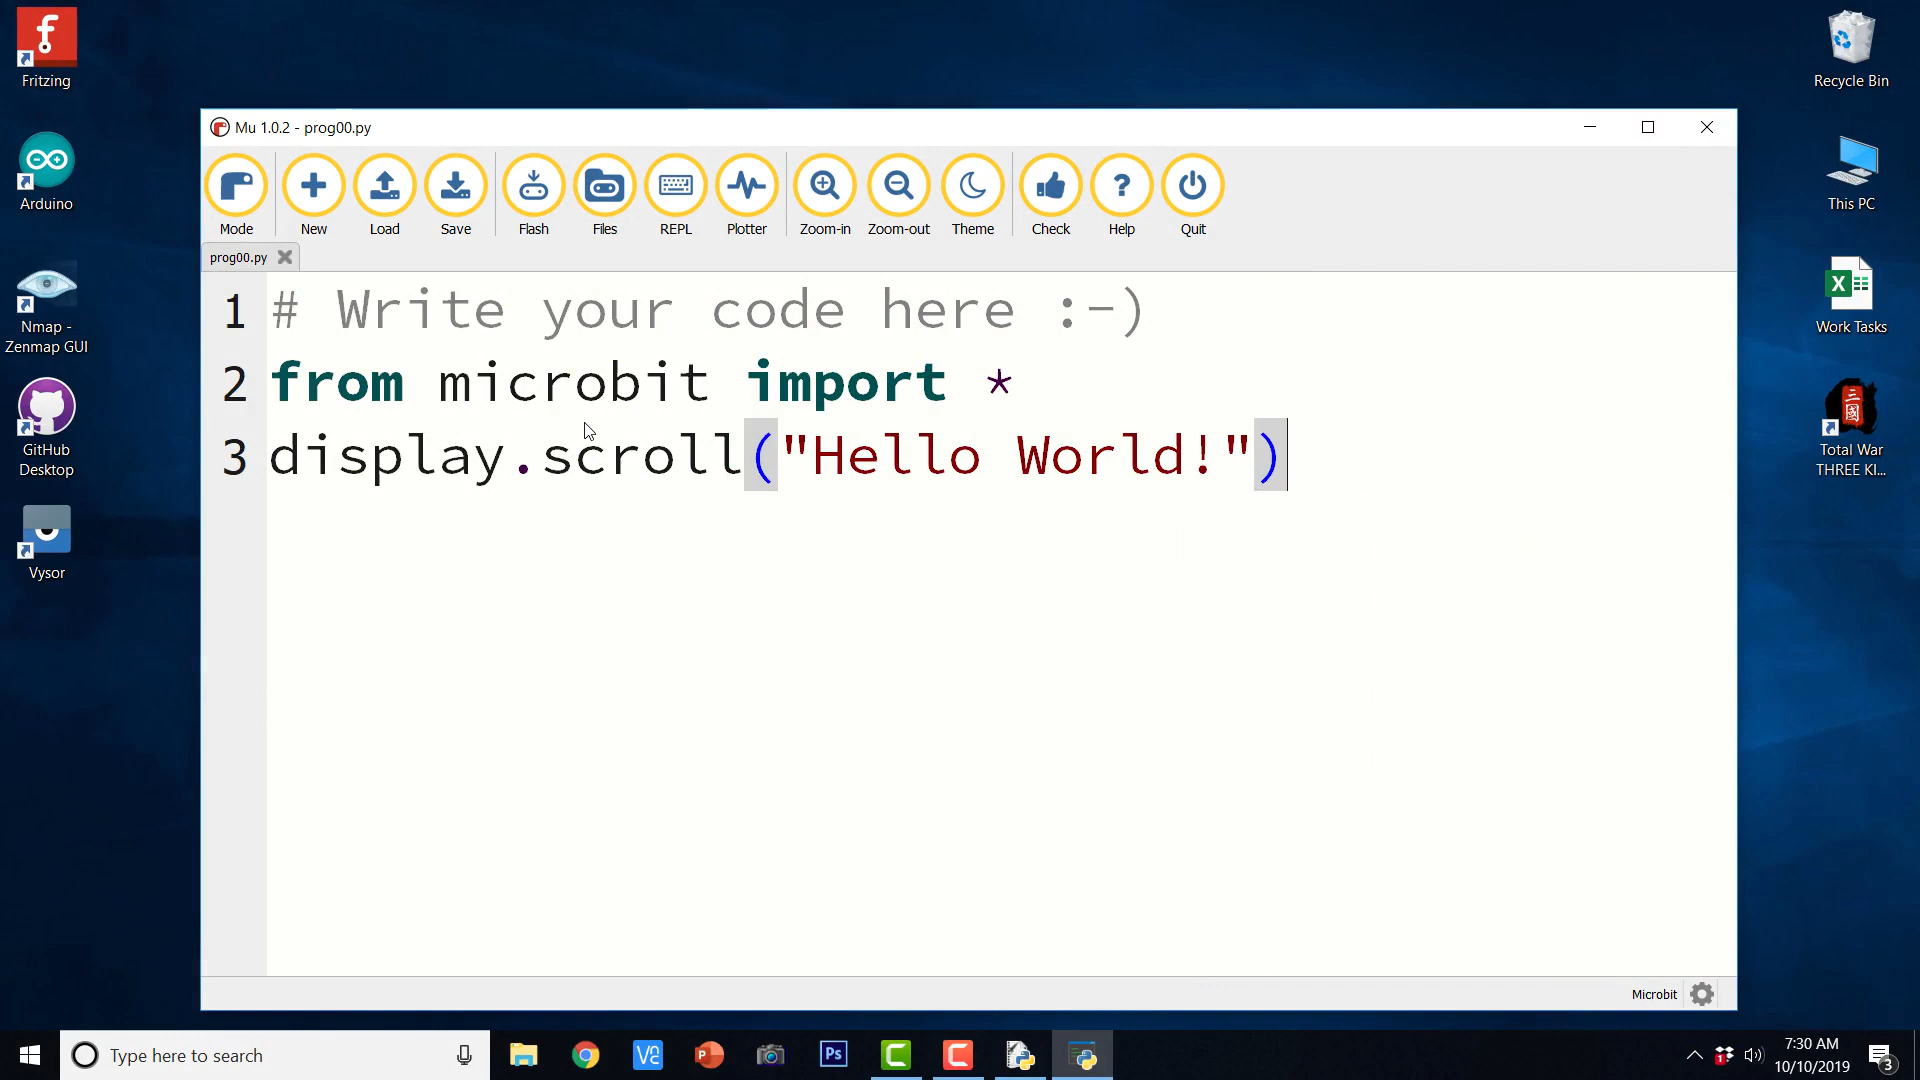 Fritzing
Arduino
Nmap -
Zenmap GUI
GitHub
Desktop
Vysor
Mu 1.0.2 - prog00.py
Mode New Load Save Flash Files REPL Plotter Zoom-in Zoom-out Theme Check Help Quit
prog00.py
1 # Write your code here :-)
2 from microbit import *
3 display.scroll("Hello World!")
Microbit
Recycle Bin
This PC
Work Tasks
Total War
THREE KI...
Type here to search
Ps
7:30 AM
10/10/2019
3